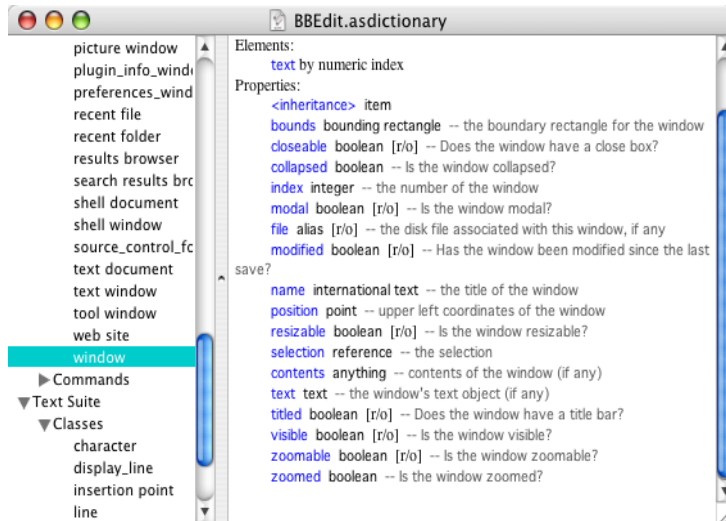 BBEdit.asdictionary
picture window
plugin_info_wind
preferences_wind
recent file
recent folder
results browser
search results brc
shell document
shell window
source_control_fc
text document
text window
tool window
web site
window
Commands
Text Suite
Classes
character
display_line
insertion point
line
Elements:
text by numeric index
Properties:
<inheritance> item
bounds bounding rectangle -- the boundary rectangle for the window
closeable boolean [r/o] -- Does the window have a close box?
collapsed boolean -- Is the window collapsed?
index integer -- the number of the window
modal boolean [r/o] -- Is the window modal?
file alias [r/o] -- the disk file associated with this window, if any
modified boolean [r/o] -- Has the window been modified since the last
save?
name international text -- the title of the window
position point -- upper left coordinates of the window
resizable boolean [r/o] -- Is the window resizable?
selection reference -- the selection
contents anything -- contents of the window (if any)
text text -- the window's text object (if any)
titled boolean [r/o] -- Does the window have a title bar?
visible boolean [r/o] -- Is the window visible?
zoomable boolean [r/o] -- Is the window zoomable?
zoomed boolean -- Is the window zoomed?